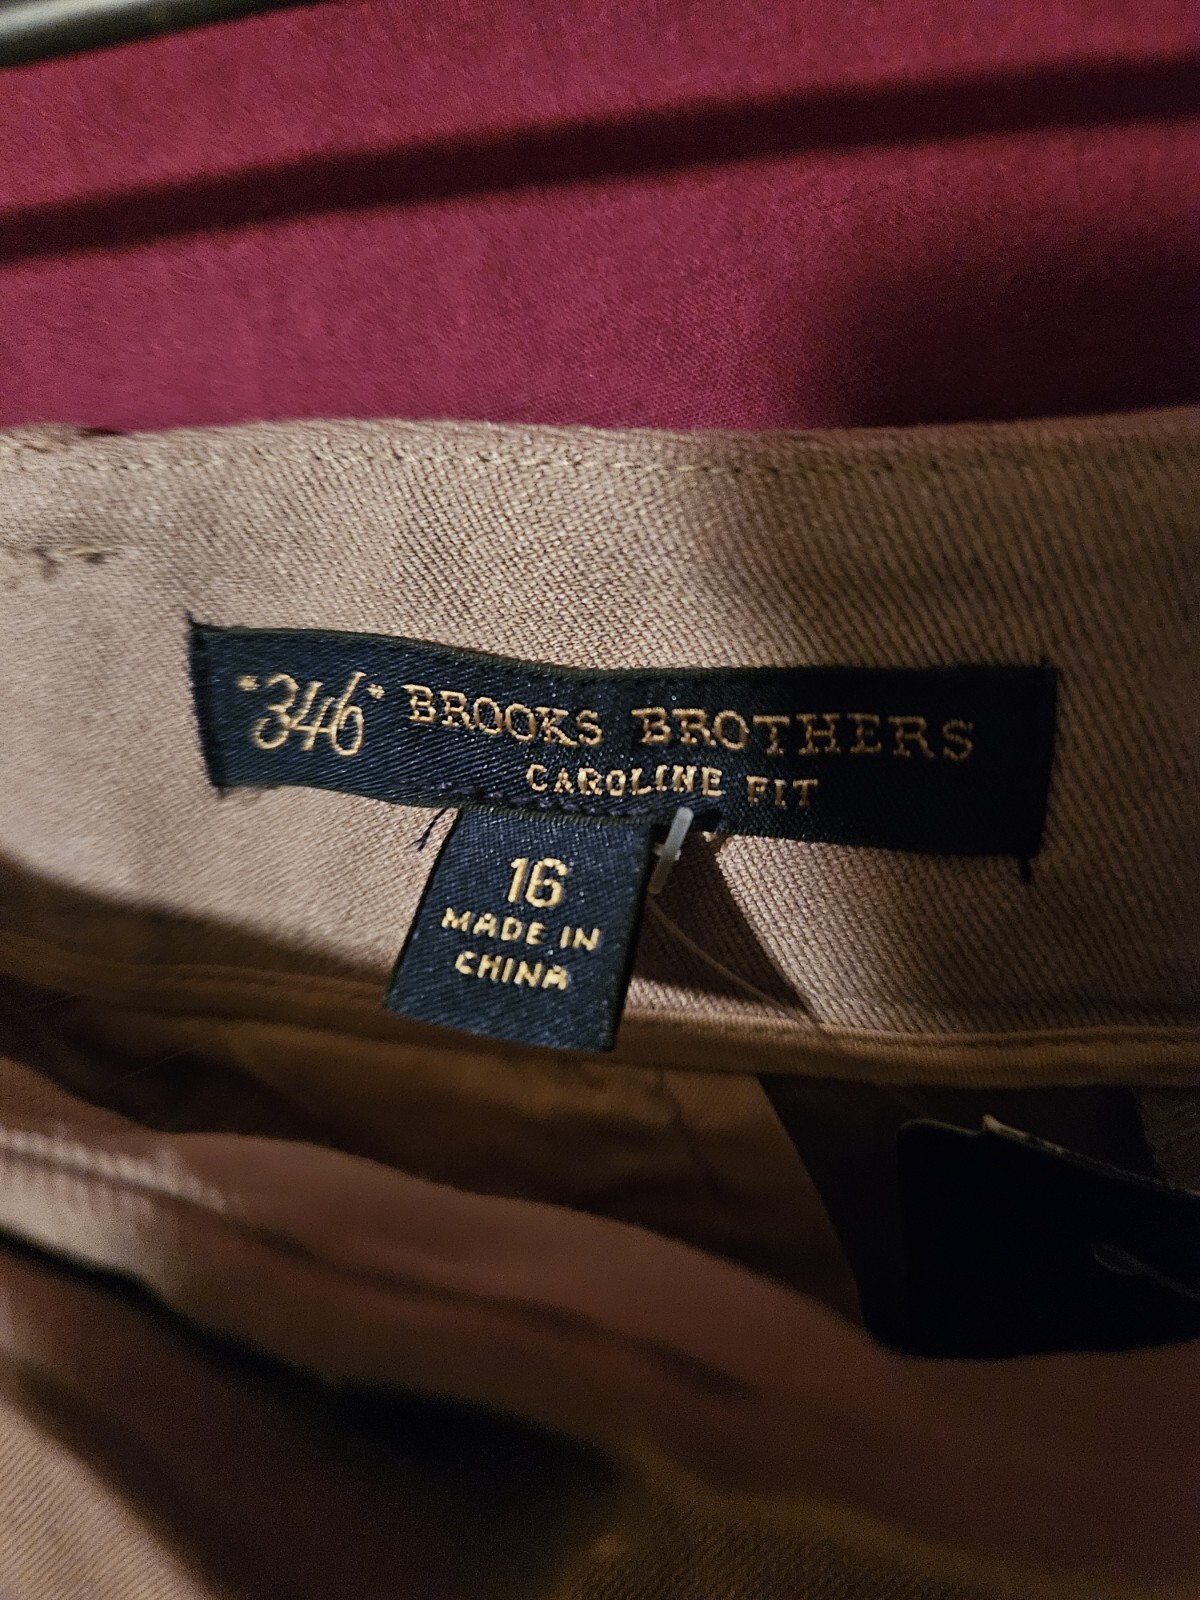 "346" BROOKS BROTHERS
CAROLINE FIT
16
MADE IN
CHINA